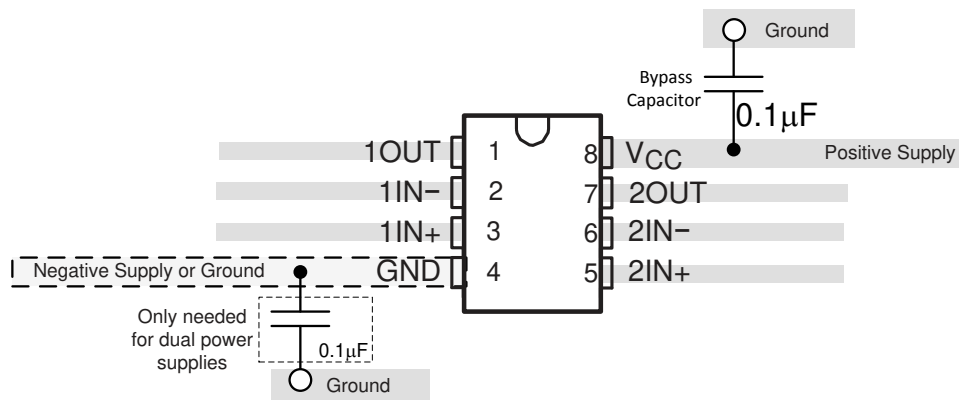 Ground
Bypass
Capacitor
0.1μF
1OUT 1 8 VCC Positive Supply
1IN− 2 7 2OUT
1IN+ 3 6 2IN−
Negative Supply or Ground GND 4 5 2IN+
Only needed
for dual power
supplies
0.1μF
Ground